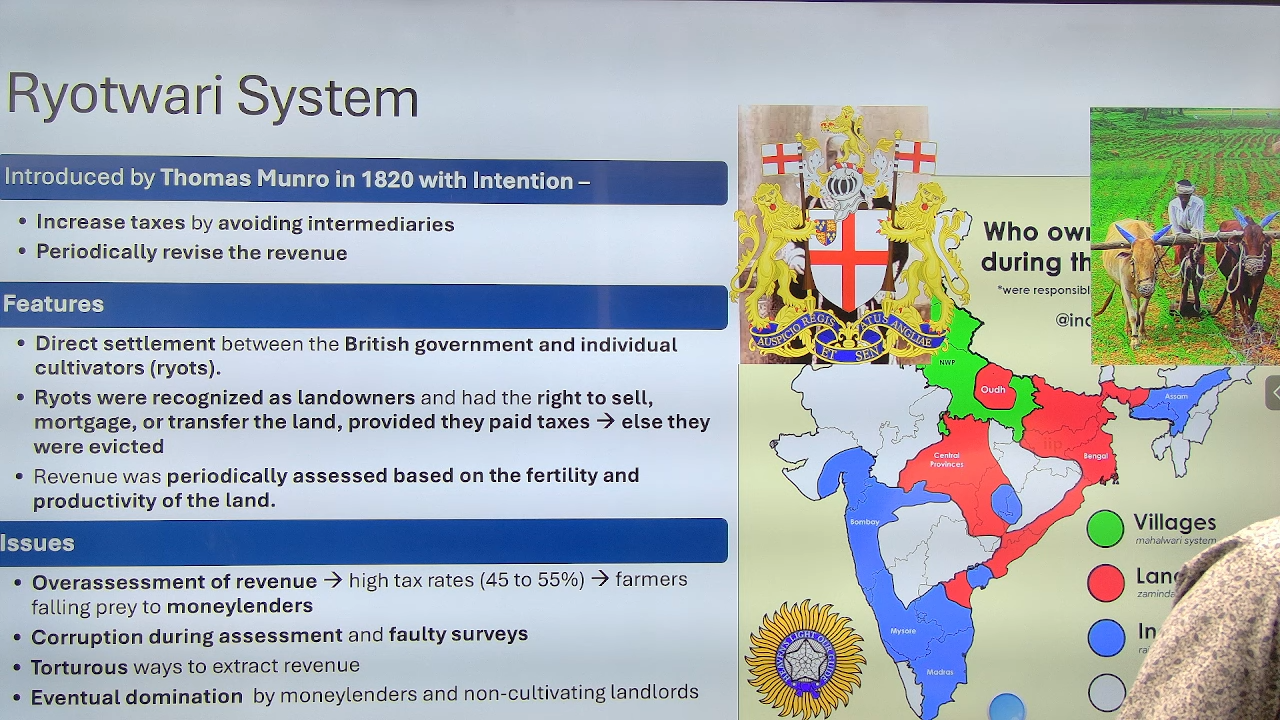 Ryotwari System
Introduced by Thomas Munro in 1820 with Intention –
• Increase taxes by avoiding intermediaries
• Periodically revise the revenue
Features
• Direct settlement between the British government and individual
cultivators (ryots).
• Ryots were recognized as landowners and had the right to sell,
mortgage, or transfer the land, provided they paid taxes → else they
were evicted
• Revenue was periodically assessed based on the fertility and
productivity of the land.
Issues
• Overassessment of revenue → high tax rates (45 to 55%) → farmers
falling prey to moneylenders
• Corruption during assessment and faulty surveys
• Torturous ways to extract revenue
• Eventual domination by moneylenders and non-cultivating landlords
AUSPICIO REGIS
ET SEN
ATUS ANGLIAE
Who
during
*were
NWP
Oudh
Assam
Central
Provinces
Bengal
Bombay
Mysore
Madras
Villages
mahalwari system